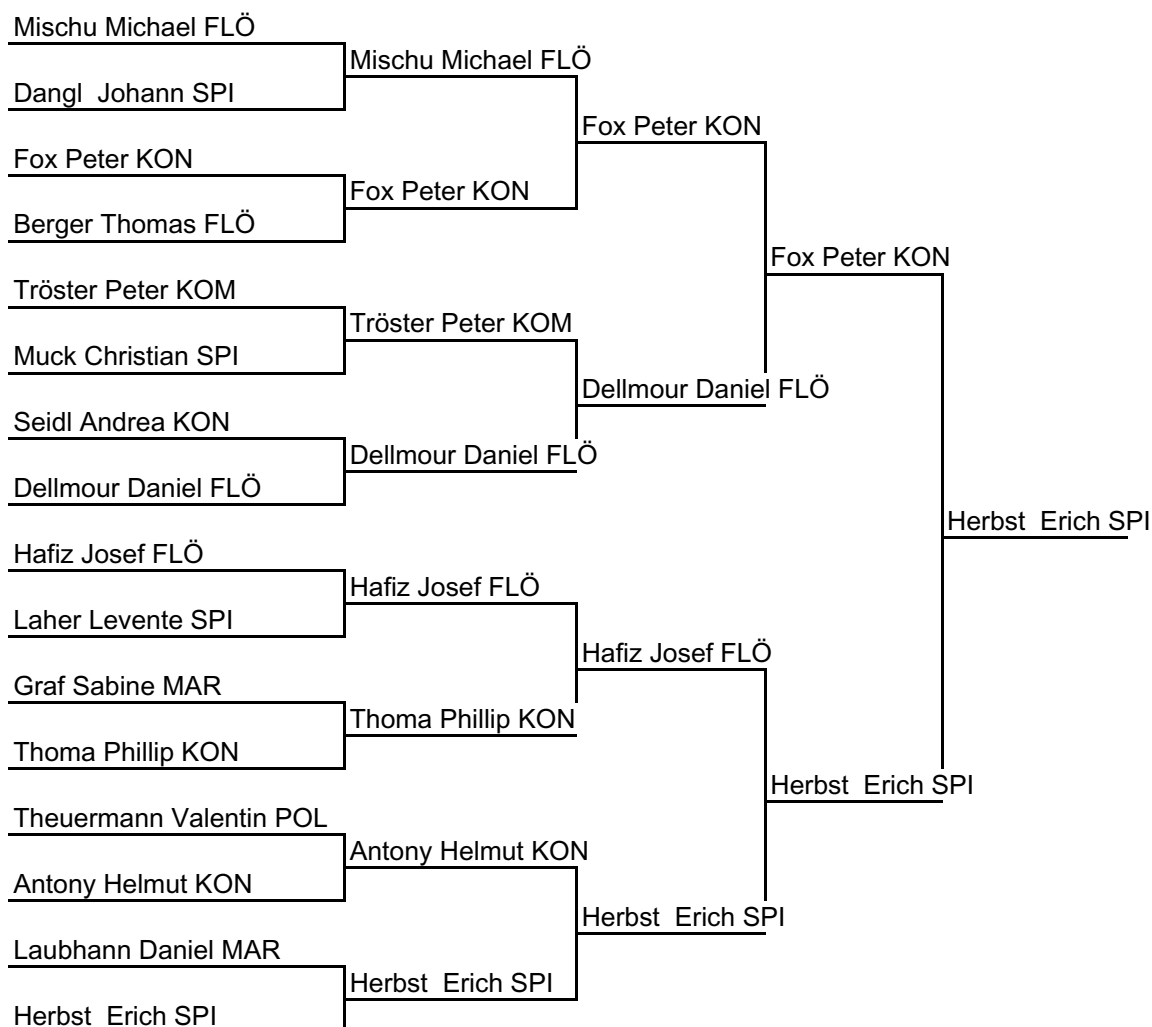 Mischu Michael FLÖ
Mischu Michael FLÖ
Dangl  Johann SPI
Fox Peter KON
Fox Peter KON
Fox Peter KON
Berger Thomas FLÖ
Fox Peter KON
Tröster Peter KOM
Tröster Peter KOM
Muck Christian SPI
Dellmour Daniel FLÖ
Seidl Andrea KON
Dellmour Daniel FLÖ
Dellmour Daniel FLÖ
Herbst  Erich SPI
Hafiz Josef FLÖ
Hafiz Josef FLÖ
Laher Levente SPI
Hafiz Josef FLÖ
Graf Sabine MAR
Thoma Phillip KON
Thoma Phillip KON
Herbst  Erich SPI
Theuermann Valentin POL
Antony Helmut KON
Antony Helmut KON
Herbst  Erich SPI
Laubhann Daniel MAR
Herbst  Erich SPI
Herbst  Erich SPI